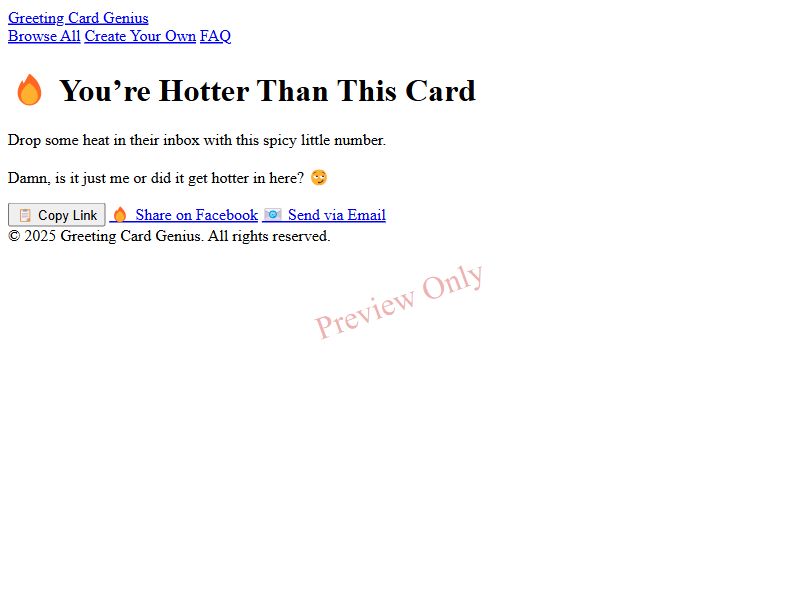 Greeting Card Genius
Browse All Create Your Own FAQ
🔥 You’re Hotter Than This Card
Drop some heat in their inbox with this spicy little number.
Damn, is it just me or did it get hotter in here? 😏
📋 Copy Link 🔥 Share on Facebook 📧 Send via Email
© 2025 Greeting Card Genius. All rights reserved.
Preview Only